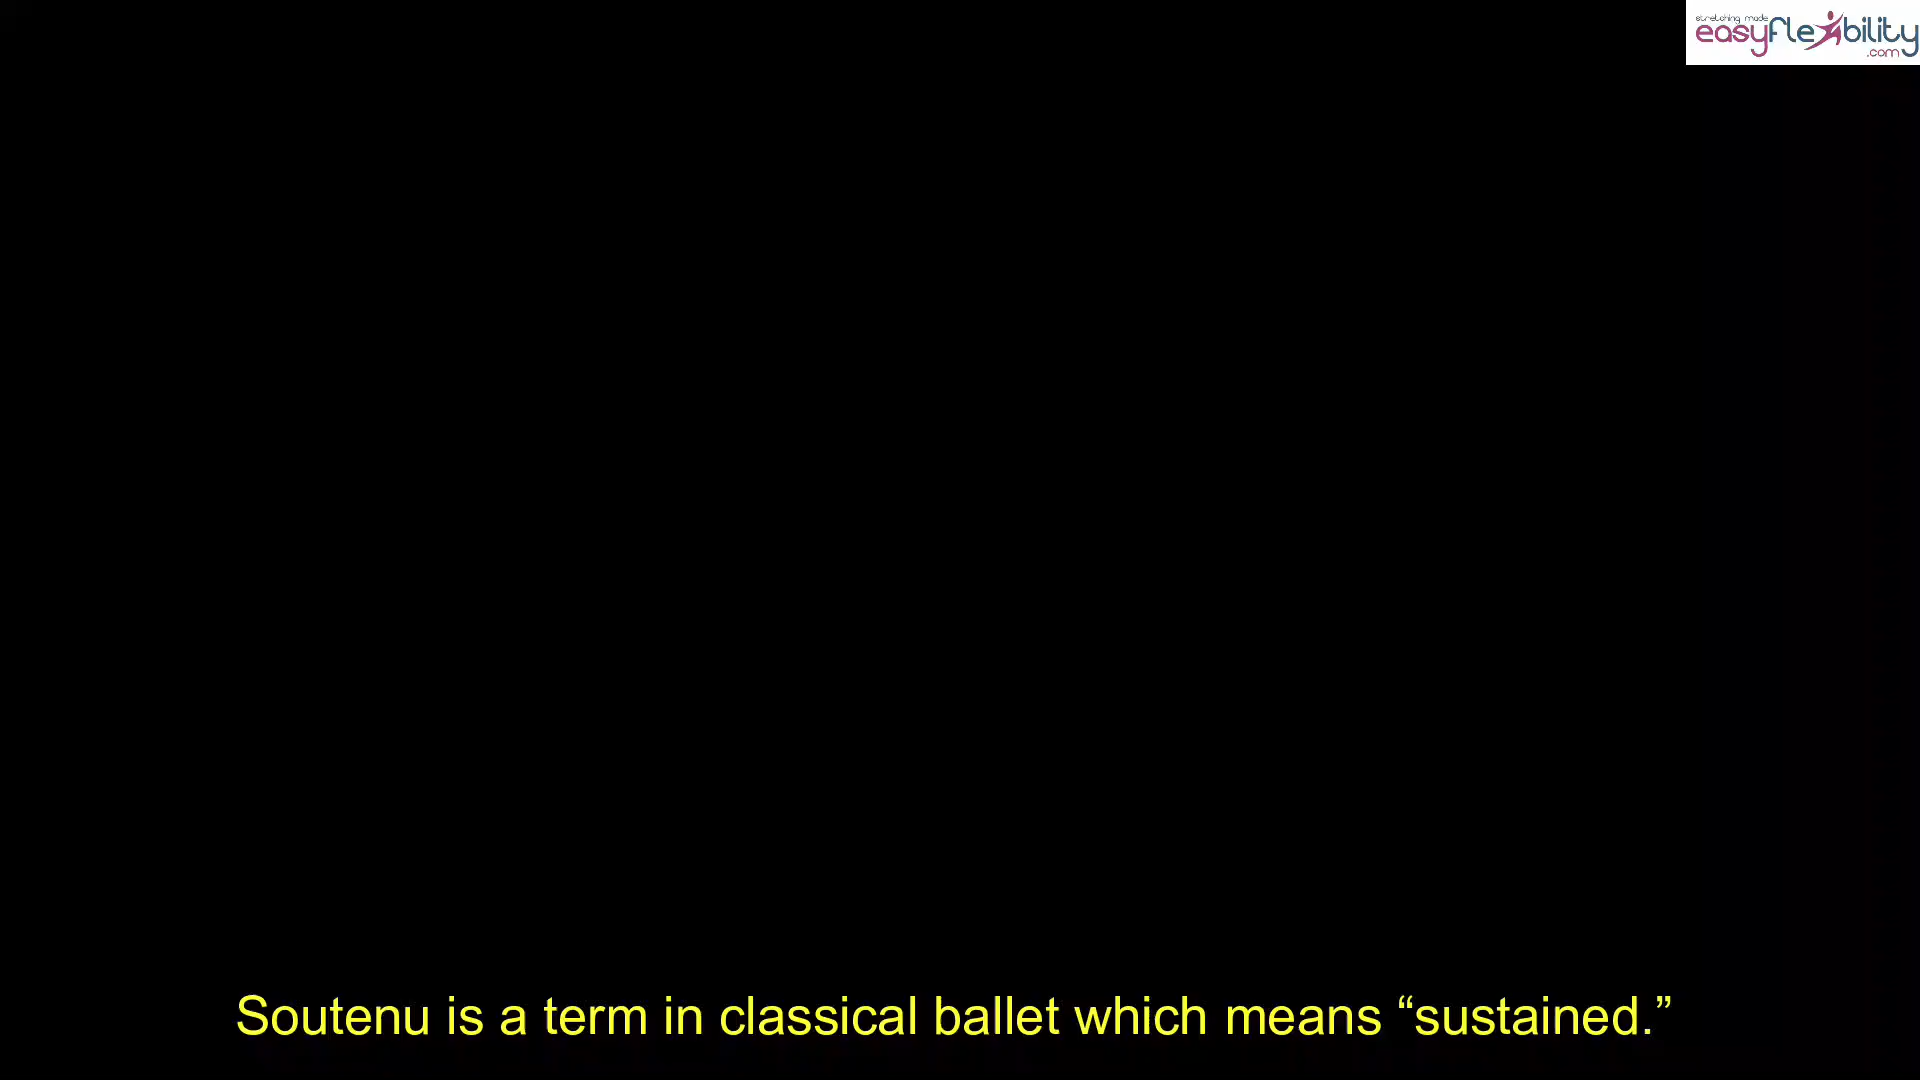 stretching made
easyflexibility
.com
Soutenu is a term in classical ballet which means “sustained.”